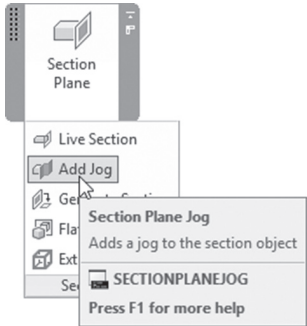 Section
Plane
Live Section
Add Jog
Section Plane Jog
Adds a jog to the section object
SECTIONPLANEJOG
Press F1 for more help